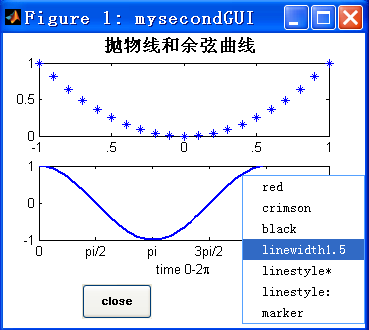 Figure 1: mysecondGUI
抛物线和余弦曲线
1
0.5
0
-1 .5 0 .5 1
1
0
-1
0 pi/2 pi 3pi/2
time 0-2π
red
crimson
black
linewidth1.5
linestyle*
linestyle:
marker
close